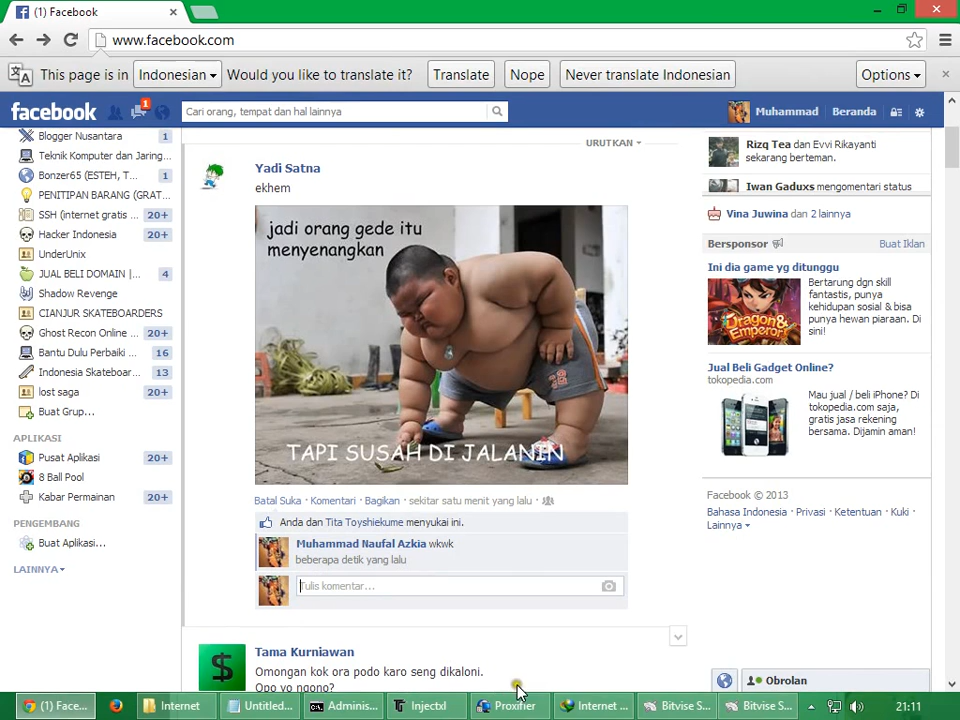 (1) Facebook
www.facebook.com
This page is in Indonesian Would you like to translate it? Translate Nope Never translate Indonesian Options
facebook 1 Cari orang, tempat dan hal lainnya Muhammad Beranda
Blogger Nusantara 1
Teknik Komputer dan Jaring...
Bonzer65 (ESTEH, T... 1
PENITIPAN BARANG (GRAT...
SSH (internet gratis ... 20+
Hacker Indonesia 20+
UnderUnix
JUAL BELI DOMAIN |... 4
Shadow Revenge
CIANJUR SKATEBOARDERS
Ghost Recon Online ... 20+
Bantu Dulu Perbaiki ... 16
Indonesia Skateboar... 13
lost saga 20+
Buat Grup...
APLIKASI
Pusat Aplikasi 20+
8 Ball Pool
Kabar Permainan 20+
PENGEMBANG
Buat Aplikasi...
LAINNYA
URUTKAN
Yadi Satna
ekhem
jadi orang gede itu
menyenangkan
TAPI SUSAH DI JALANIN
Batal Suka · Komentari · Bagikan · sekitar satu menit yang lalu ·
Anda dan Tita Toyshiekume menyukai ini.
Muhammad Naufal Azkia wkwk
beberapa detik yang lalu
Tulis komentar...
Tama Kurniawan
Omongan kok ora podo karo seng dikaloni.
Opo yo ngono?
Rizq Tea dan Evvi Rikayanti
sekarang berteman.
Iwan Gaduxs mengomentari status
Vina Juwina dan 2 lainnya
Bersponsor Buat Iklan
Ini dia game yg ditunggu
Dragon & Emperor
Bertarung dgn skill
fantastis, punya
kehidupan sosial & bisa
punya hewan piaraan. Di
sini!
Jual Beli Gadget Online?
tokopedia.com
Mau jual / beli iPhone? Di
tokopedia.com saja,
gratis jasa rekening
bersama. Dijamin aman!
Facebook © 2013
Bahasa Indonesia · Privasi · Ketentuan · Kuki ·
Lainnya
Obrolan
(1) Face... Internet Untitled... Adminis... Injectxl Proxifier Internet ... Bitvise S... Bitvise S... 21:11